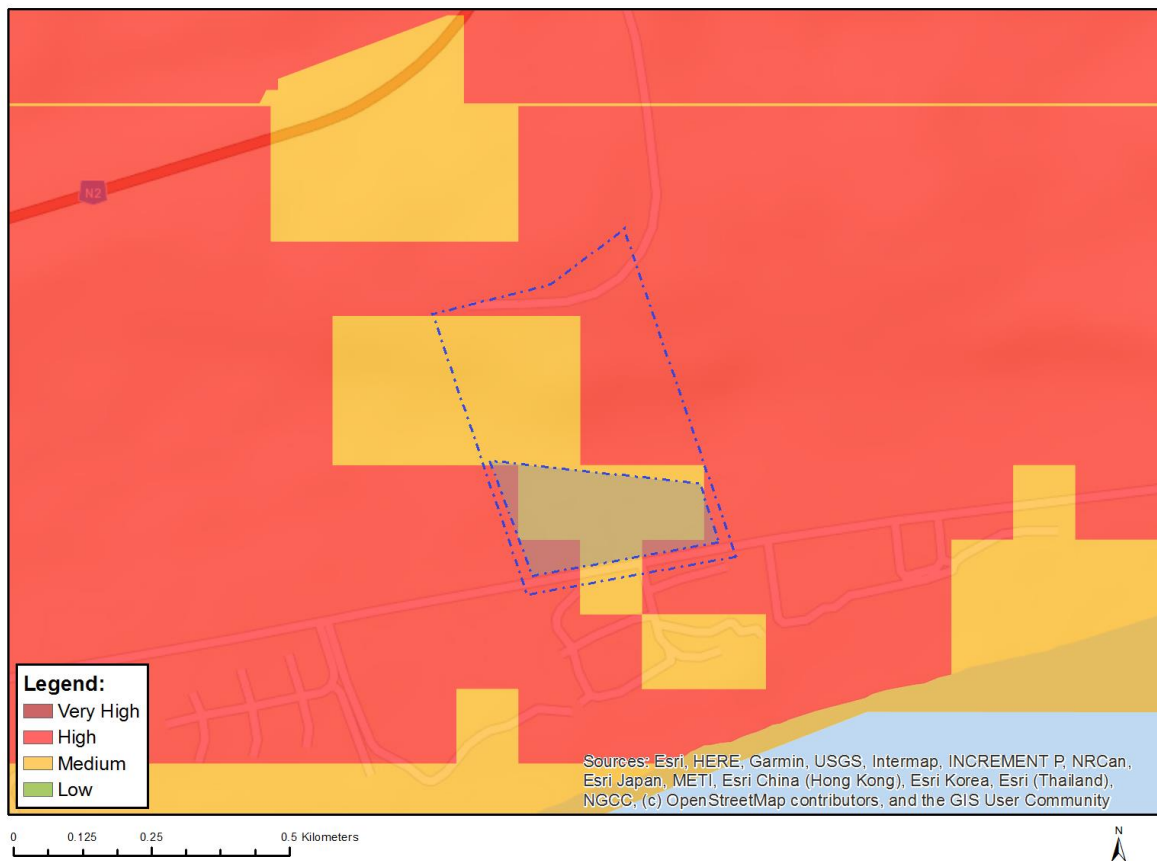 N2
Legend:
Very High
High
Medium
Low
Sources: Esri, HERE, Garmin, USGS, Intermap, INCREMENT P, NRCan,
Esri Japan, METI, Esri China (Hong Kong), Esri Korea, Esri (Thailand),
NGCC, (c) OpenStreetMap contributors, and the GIS User Community
0 0.125 0.25 0.5 Kilometers
N